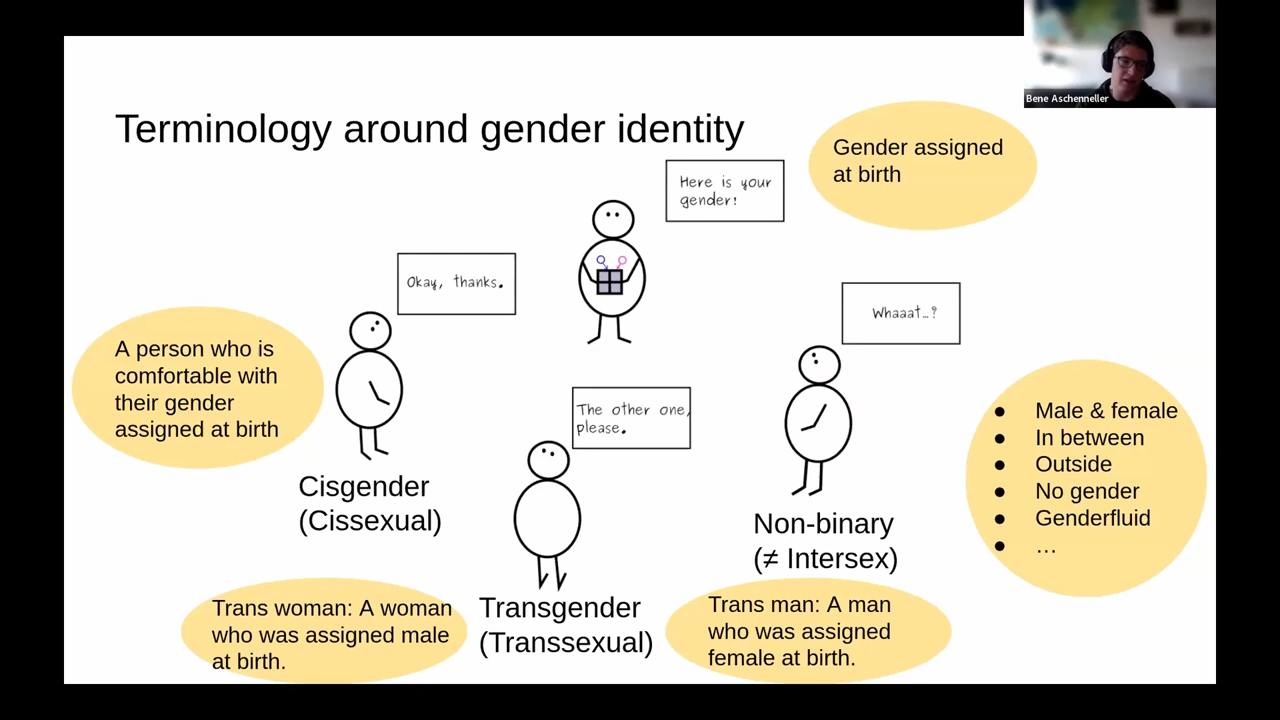 Bene Aschenneller
Terminology around gender identity
Gender assigned
at birth
Here is your
gender!
Okay, thanks.
Whaaat…?
A person who is
comfortable with
their gender
assigned at birth
The other one,
please.
● Male & female
● In between
● Outside
● No gender
● Genderfluid
● …
Cisgender
(Cissexual)
Non-binary
(≠ Intersex)
Trans woman: A woman
who was assigned male
at birth.
Transgender
(Transsexual)
Trans man: A man
who was assigned
female at birth.